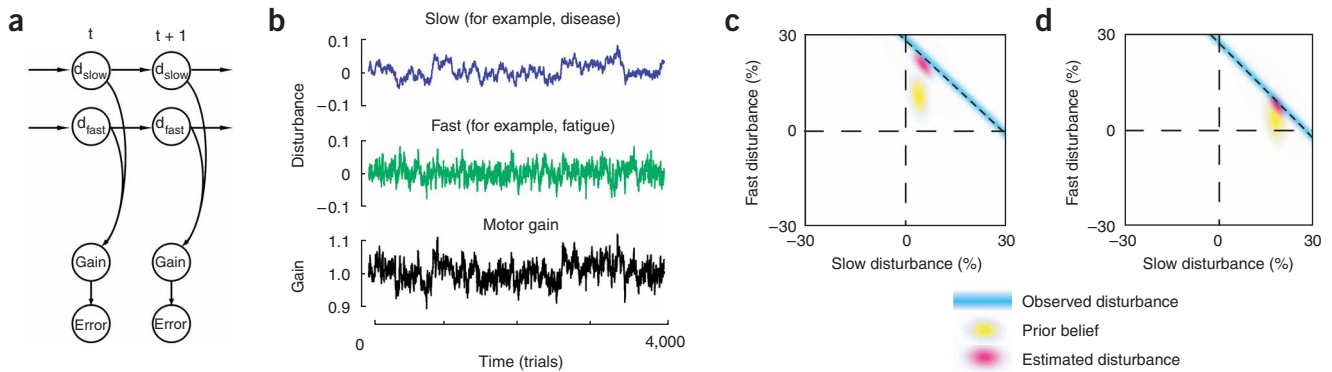 a
t
t + 1
d_slow
d_slow
d_fast
d_fast
Gain
Gain
Error
Error
b
Slow (for example, disease)
0.1
0
−0.1
Disturbance
Fast (for example, fatigue)
0.1
0
−0.1
Motor gain
1.1
1.0
0.9
Gain
0
4,000
Time (trials)
c
30
0
−30
Fast disturbance (%)
−30
0
30
Slow disturbance (%)
d
30
0
−30
Fast disturbance (%)
−30
0
30
Slow disturbance (%)
Observed disturbance
Prior belief
Estimated disturbance